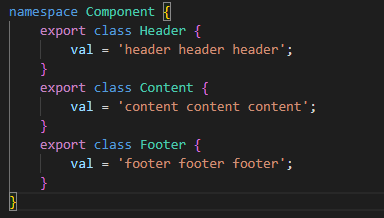 namespace Component {
    export class Header {
        val = 'header header header';
    }
    export class Content {
        val = 'content content content';
    }
    export class Footer {
        val = 'footer footer footer';
    }
}